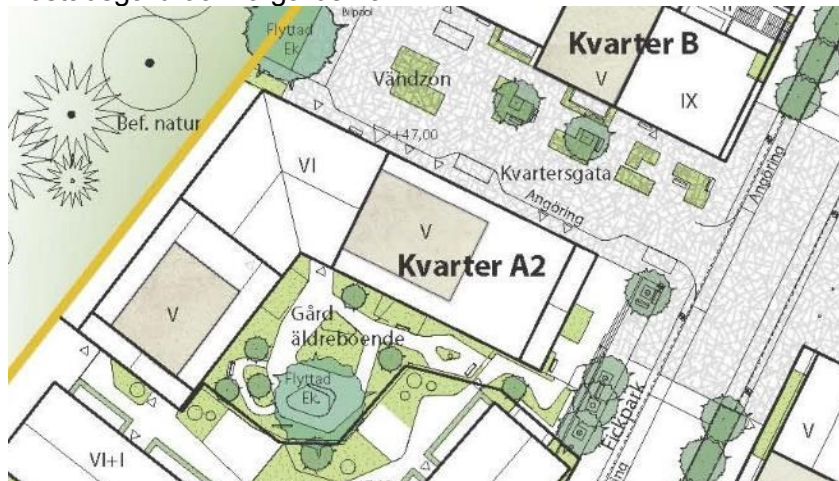 Bilpool
Flyttad
Ek
Kvarter B
V
IX
Vändzon
Bef. natur
+47,00
VI
Kvartersgata
Angöring
Angöring
V
Kvarter A2
V
Gård
äldreboende
Flyttad
Ek.
Fickpark
V
VI+I